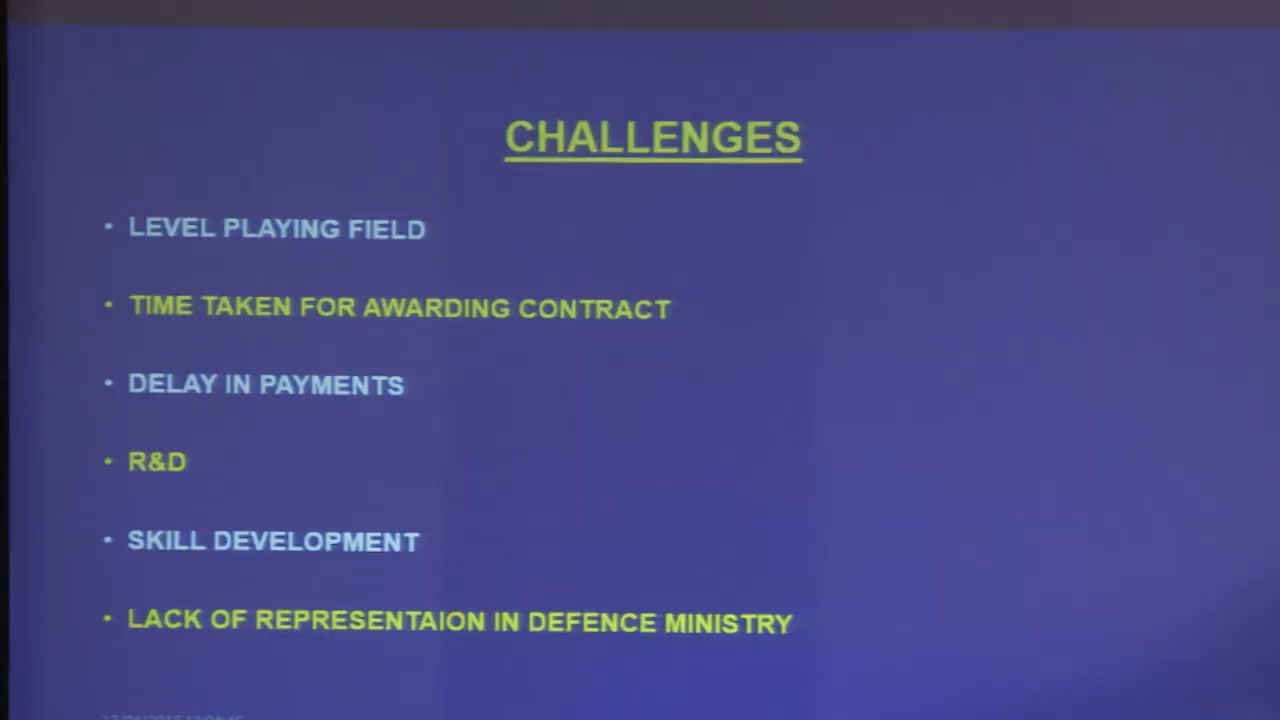 CHALLENGES
• LEVEL PLAYING FIELD
• TIME TAKEN FOR AWARDING CONTRACT
• DELAY IN PAYMENTS
• R&D
• SKILL DEVELOPMENT
• LACK OF REPRESENTAION IN DEFENCE MINISTRY